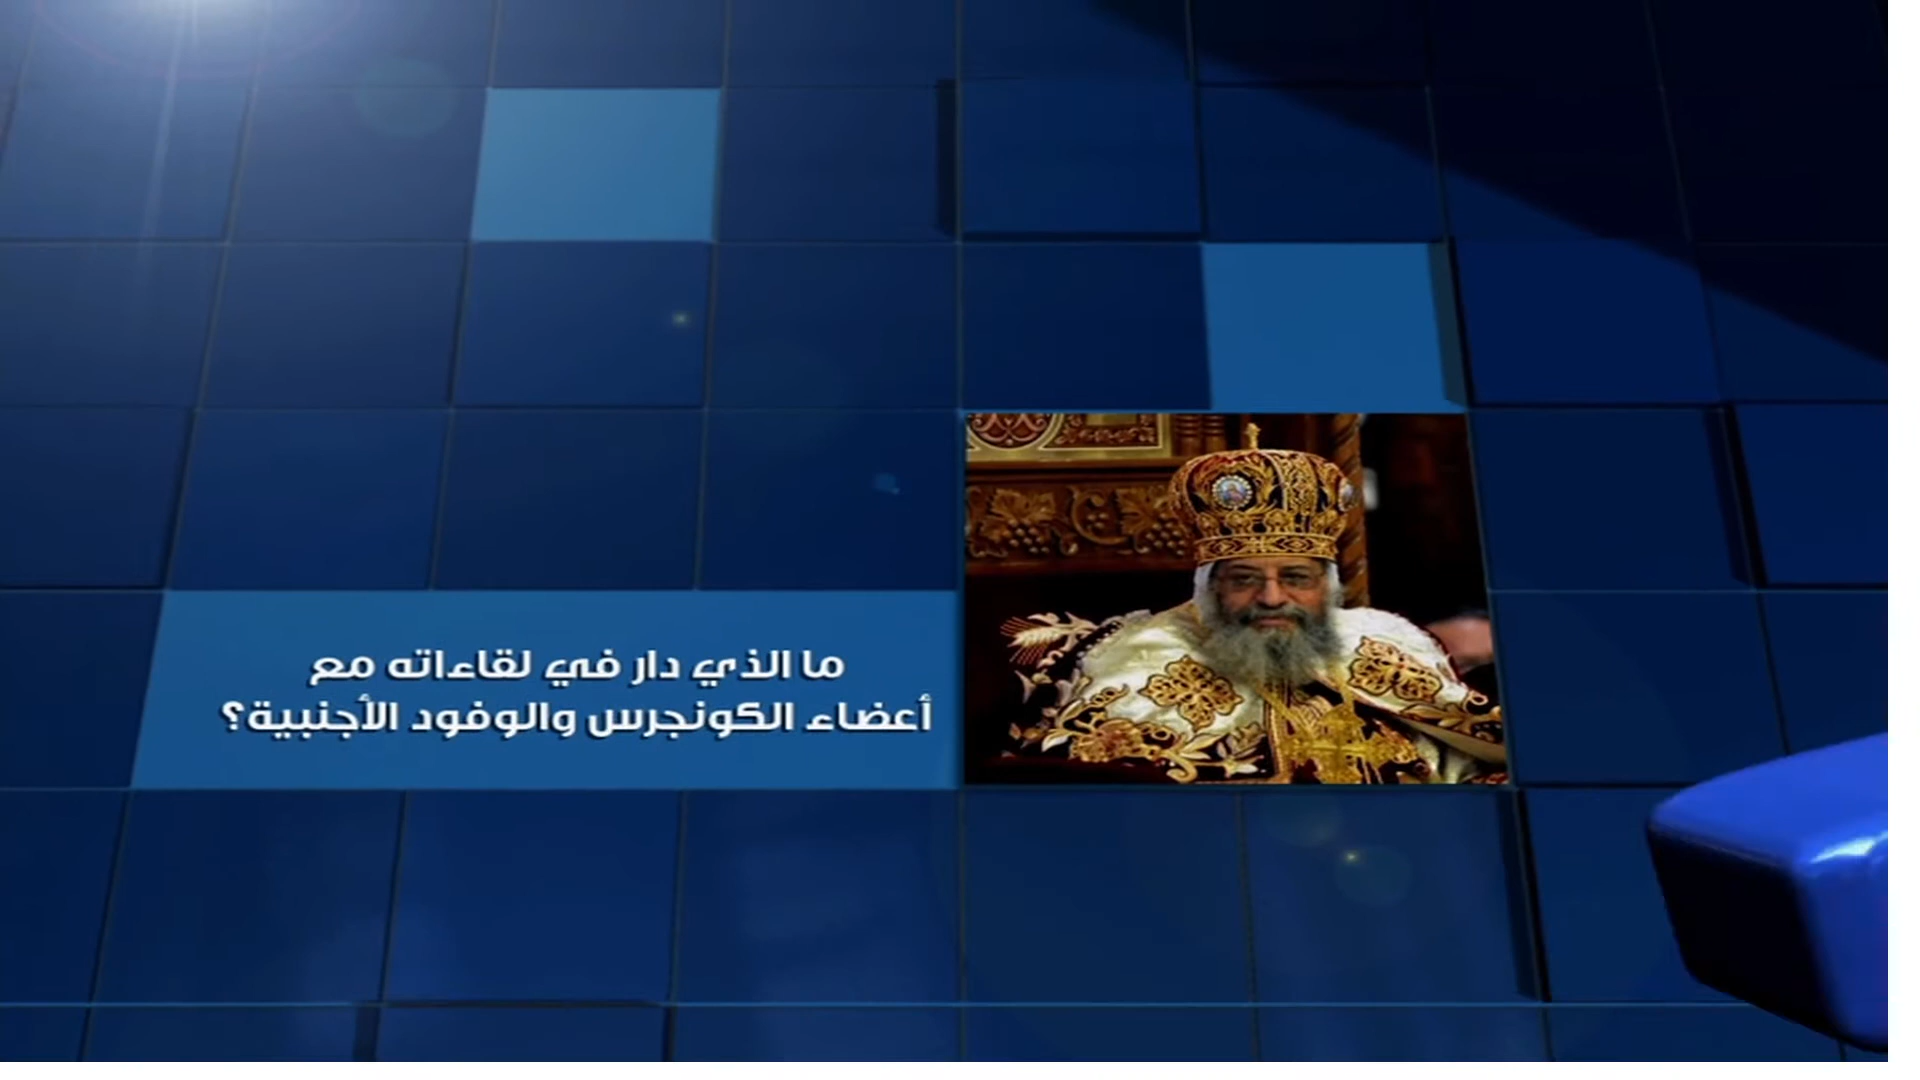 ما الذي دار في لقاءاته مع
أعضاء الكونجرس والوفود الأجنبية؟